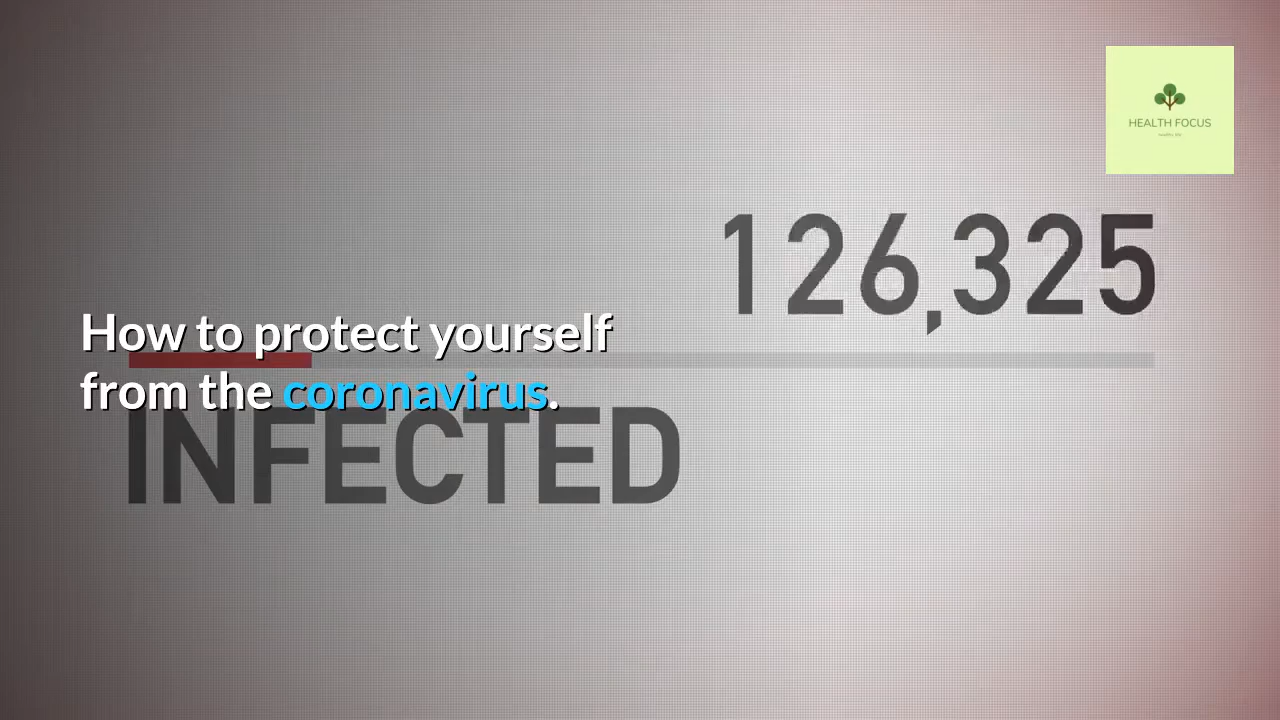 HEALTH FOCUS
126,325
How to protect yourself
from the coronavirus.
INFECTED